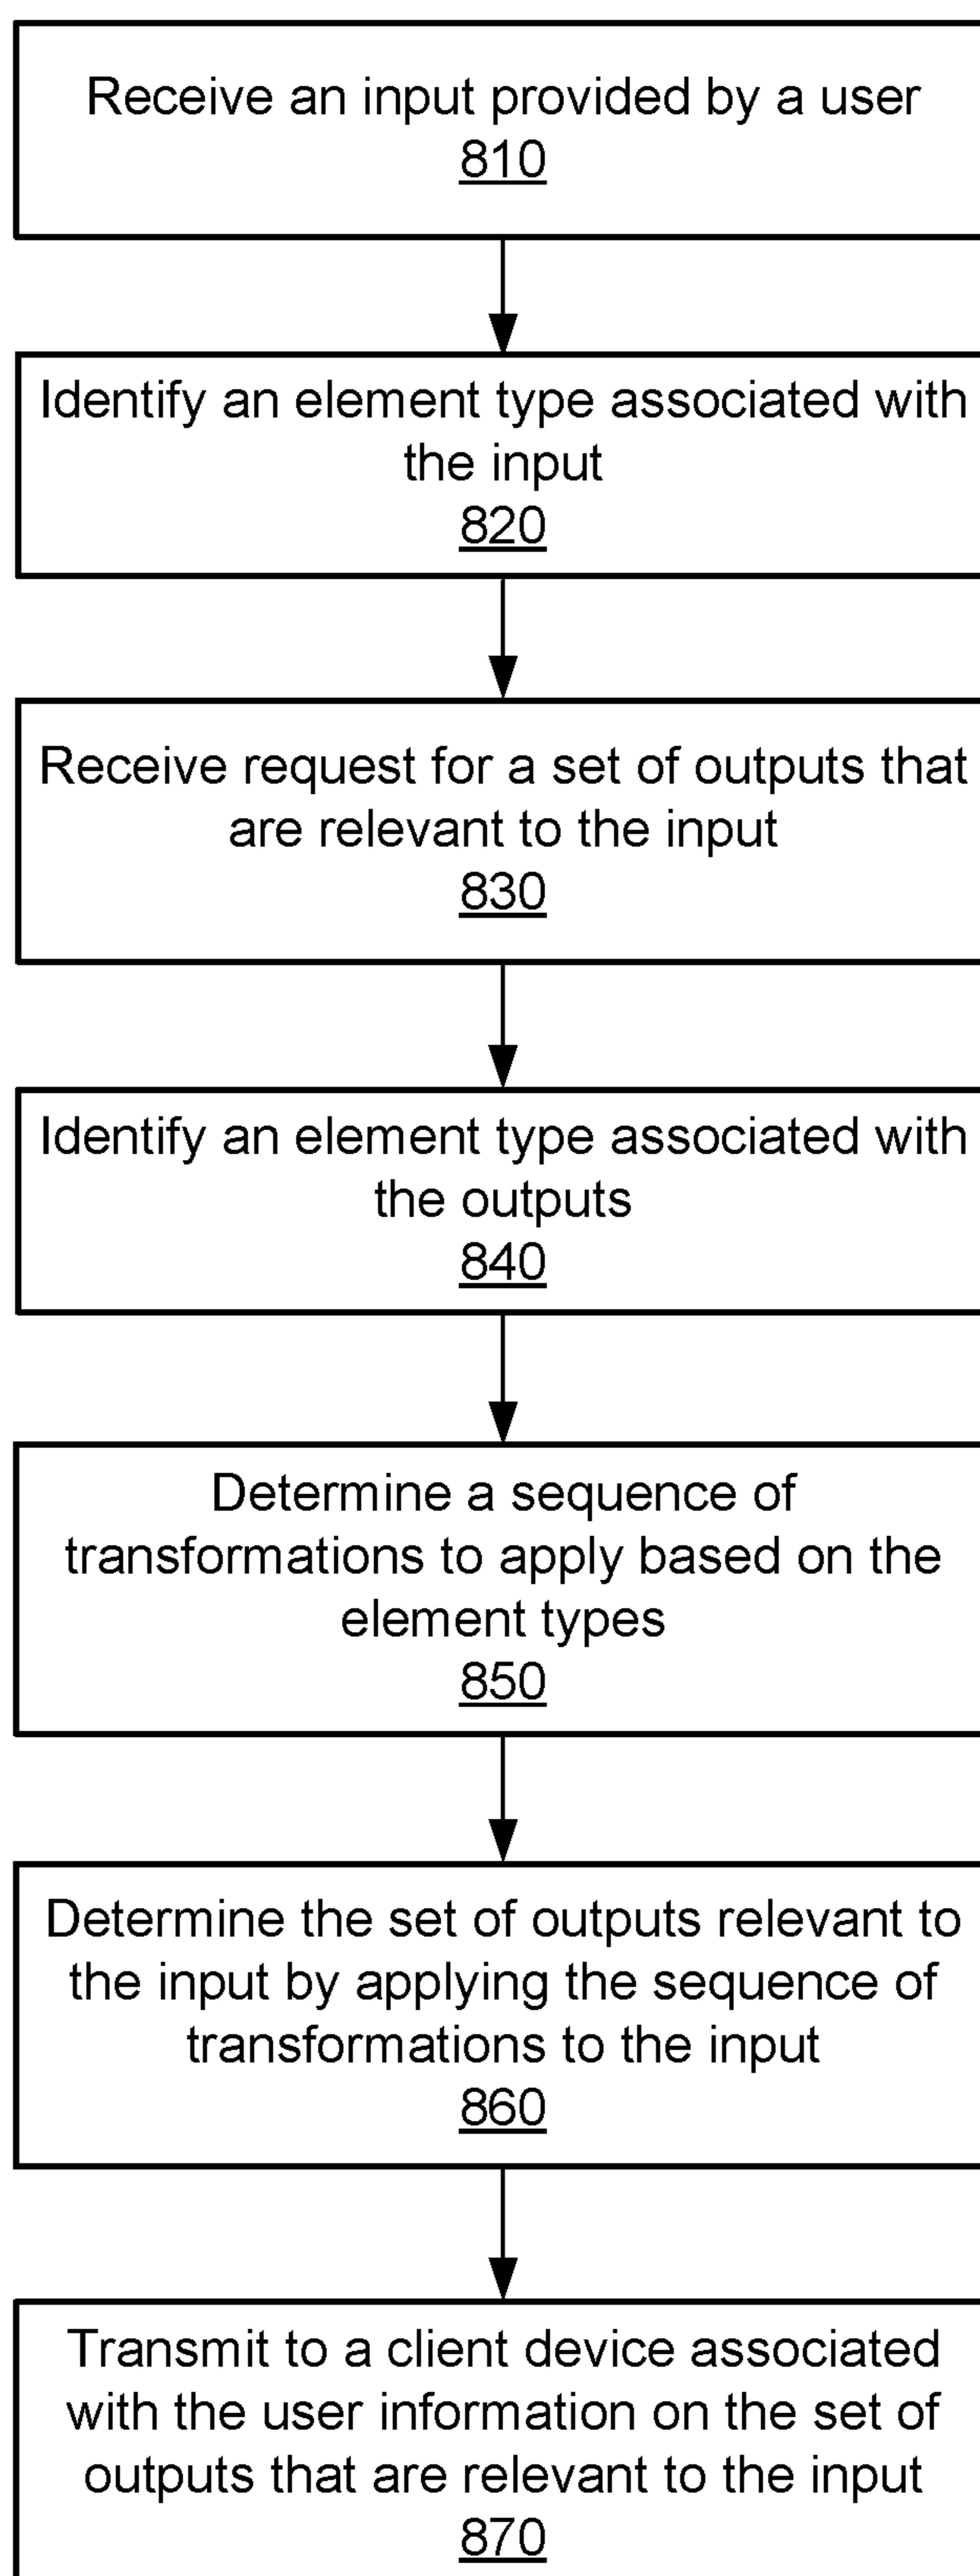 Receive an input provided by a user
810
Identify an element type associated with
the input
820
Receive request for a set of outputs that
are relevant to the input
830
Identify an element type associated with
the outputs
840
Determine a sequence of
transformations to apply based on the
element types
850
Determine the set of outputs relevant to
the input by applying the sequence of
transformations to the input
860
Transmit to a client device associated
with the user information on the set of
outputs that are relevant to the input
870